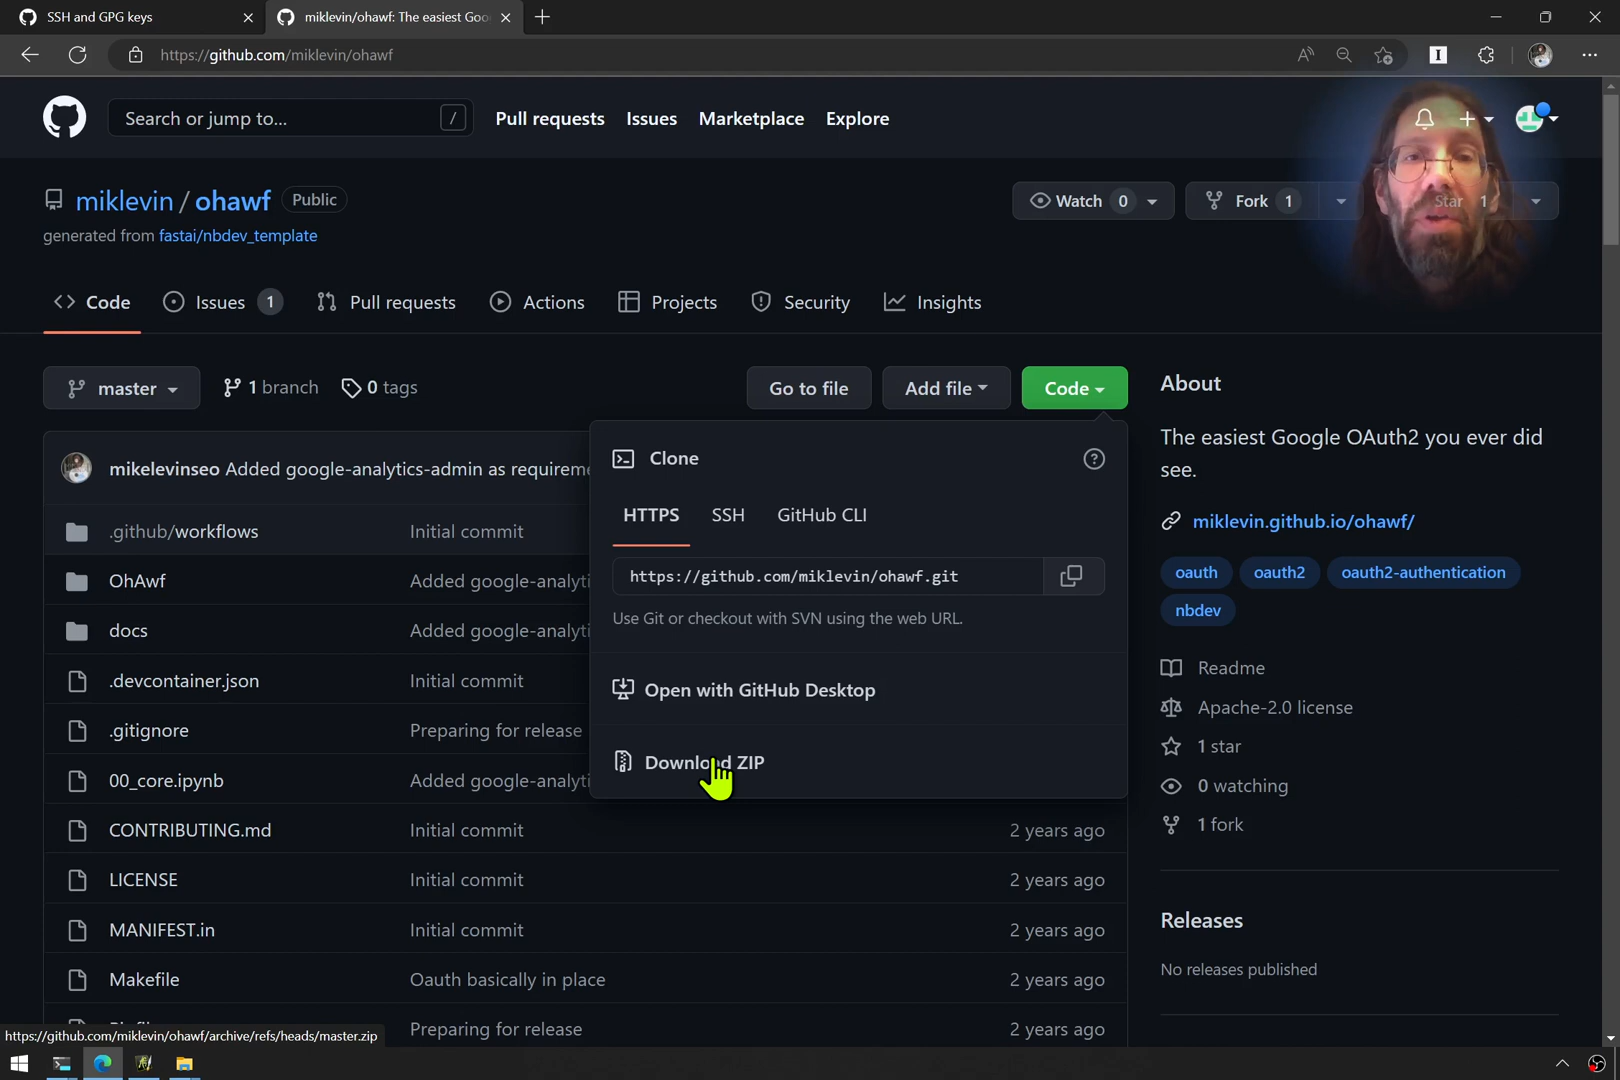 SSH and GPG keys
miklevin/ohawf: The easiest Goo
https://github.com/miklevin/ohawf
Search or jump to...
/
Pull requests
Issues
Marketplace
Explore
miklevin / ohawf
Public
generated from fastai/nbdev_template
Watch 0
Fork 1
Star 1
Code
Issues 1
Pull requests
Actions
Projects
Security
Insights
master
1 branch
0 tags
Go to file
Add file
Code
mikelevinseo Added google-analytics-admin as requireme
.github/workflows Initial commit
OhAwf Added google-analyti
docs Added google-analyti
.devcontainer.json Initial commit
.gitignore Preparing for release
00_core.ipynb Added google-analyti
CONTRIBUTING.md Initial commit 2 years ago
LICENSE Initial commit 2 years ago
MANIFEST.in Initial commit 2 years ago
Makefile Oauth basically in place 2 years ago
Preparing for release 2 years ago
Clone
HTTPS
SSH
GitHub CLI
https://github.com/miklevin/ohawf.git
Use Git or checkout with SVN using the web URL.
Open with GitHub Desktop
Download ZIP
About
The easiest Google OAuth2 you ever did
see.
miklevin.github.io/ohawf/
oauth
oauth2
oauth2-authentication
nbdev
Readme
Apache-2.0 license
1 star
0 watching
1 fork
Releases
No releases published
https://github.com/miklevin/ohawf/archive/refs/heads/master.zip